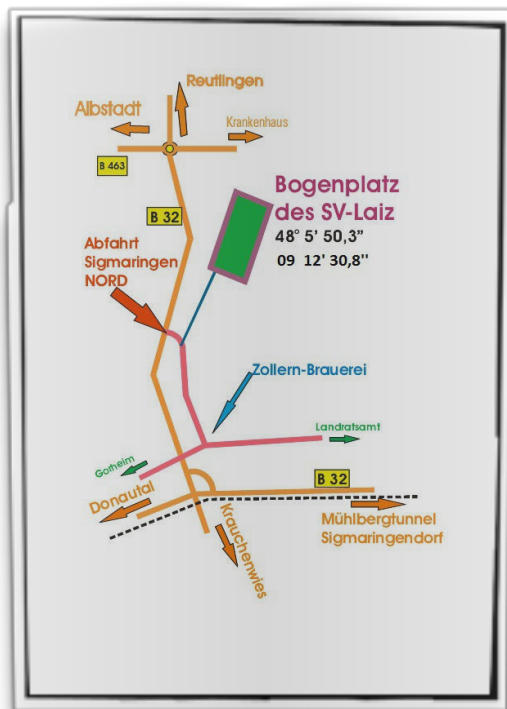 Reutlingen
Albstadt
Krankenhaus
B 463
B 32
Bogenplatz
des SV-Laiz
48° 5' 50,3"
09 12' 30,8"
Abfahrt
Sigmaringen
NORD
Zollern-Brauerei
Landratsamt
Gorheim
B 32
Donautal
Krauchenwies
Mühlbergtunnel
Sigmaringendorf